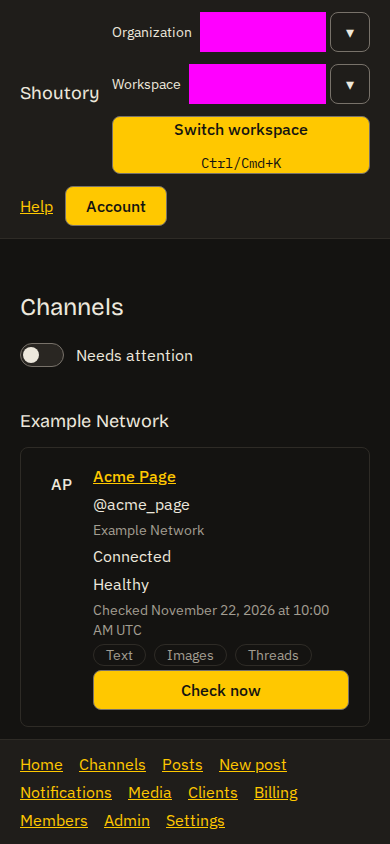 Organization
▼
Workspace
▼
Shoutory
Switch workspace
Ctrl/Cmd+K
Help
Account
Channels
Needs attention
Example Network
AP
Acme Page
@acme_page
Example Network
Connected
Healthy
Checked November 22, 2026 at 10:00
AM UTC
Text Images Threads
Check now
Home Channels Posts New post
Notifications Media Clients Billing
Members Admin Settings